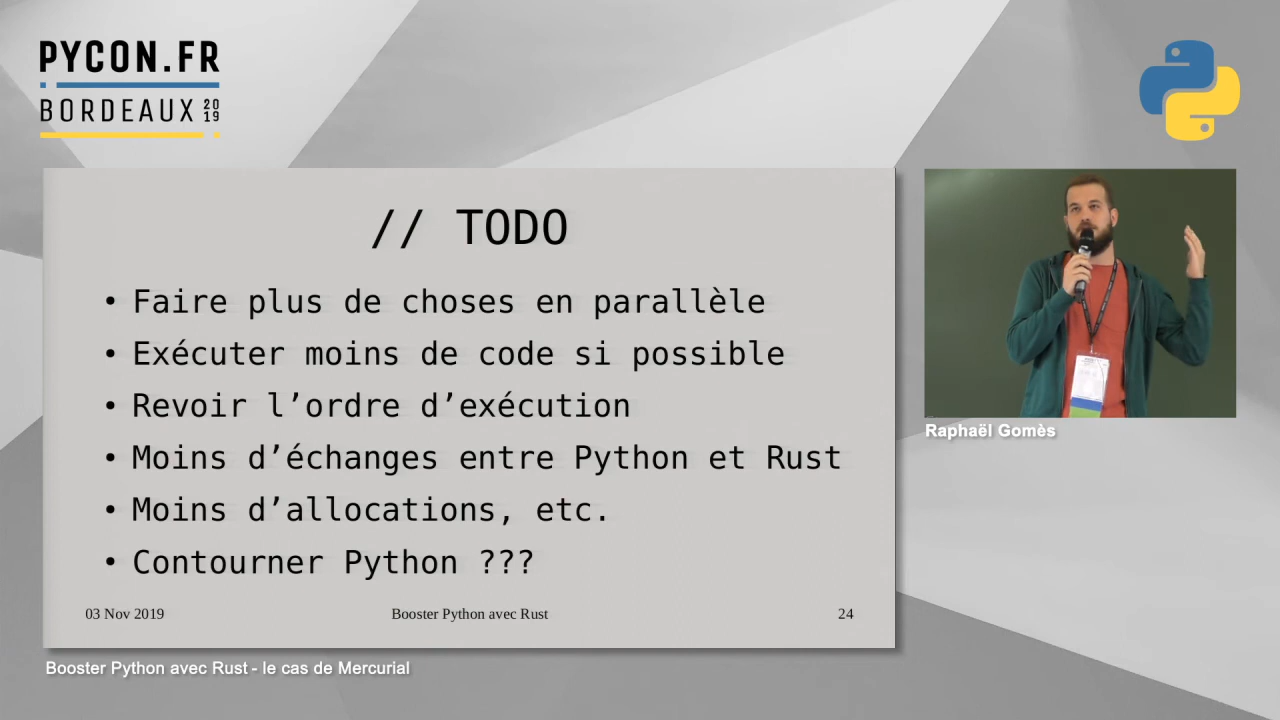 PYCON.FR
BORDEAUX 2019
// TODO
• Faire plus de choses en parallèle
• Exécuter moins de code si possible
• Revoir l’ordre d’exécution
• Moins d’échanges entre Python et Rust
• Moins d’allocations, etc.
• Contourner Python ???
03 Nov 2019 Booster Python avec Rust 24
Raphaël Gomès
Booster Python avec Rust - le cas de Mercurial